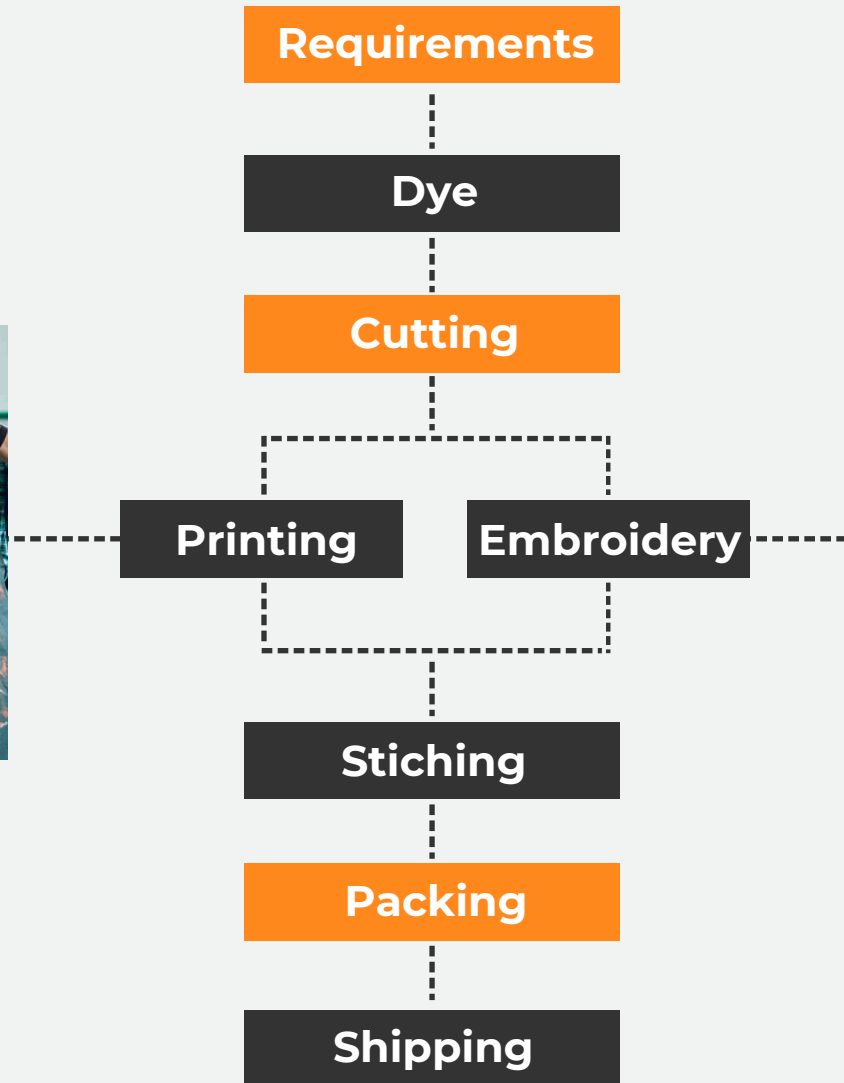 Requirements
Dye
Cutting
Printing
Embroidery
Stiching
Packing
Shipping